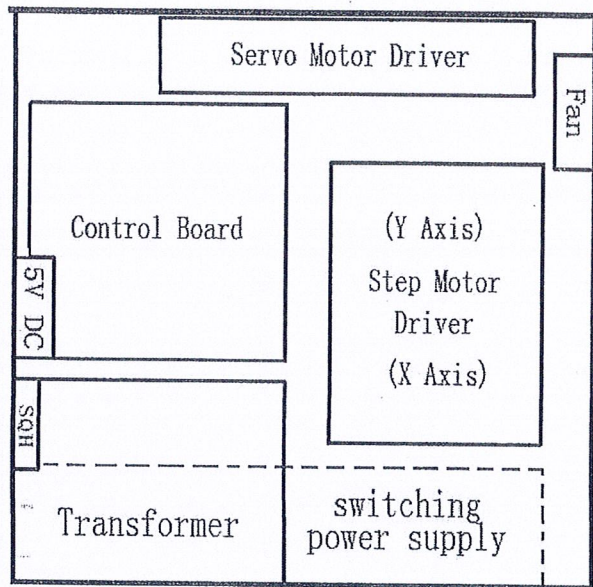 Servo Motor Driver
Fan
Control Board
(Y Axis)
Step Motor
Driver
(X Axis)
5V DC
SQH
Transformer
switching
power supply